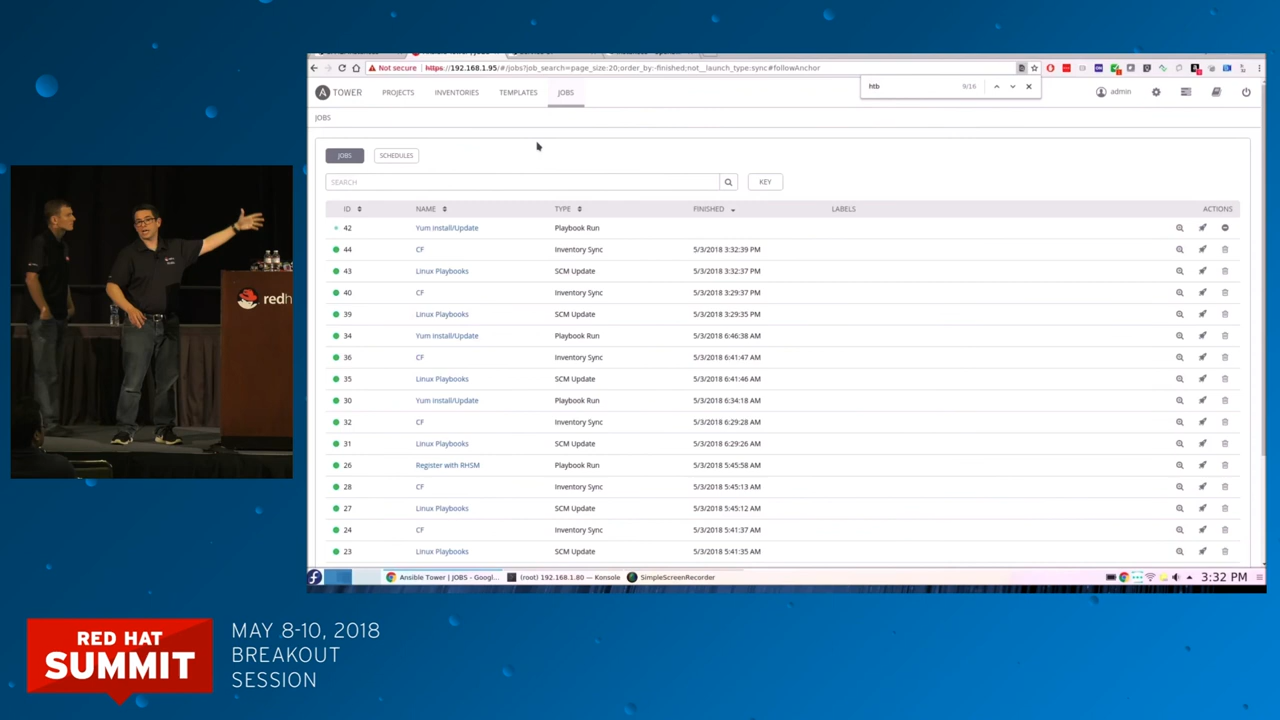 Not secure https://192.168.1.95/#/jobs?job_search=page_size:20;order_by:-finished;not__launch_type:sync#followAnchor
htb 9/16
A TOWER PROJECTS INVENTORIES TEMPLATES JOBS admin
JOBS
JOBS SCHEDULES
SEARCH KEY
ID NAME TYPE FINISHED LABELS ACTIONS
42 Yum install/Update Playbook Run
44 CF Inventory Sync 5/3/2018 3:32:39 PM
43 Linux Playbooks SCM Update 5/3/2018 3:32:37 PM
40 CF Inventory Sync 5/3/2018 3:29:37 PM
39 Linux Playbooks SCM Update 5/3/2018 3:29:35 PM
34 Yum install/Update Playbook Run 5/3/2018 6:46:38 AM
36 CF Inventory Sync 5/3/2018 6:41:47 AM
35 Linux Playbooks SCM Update 5/3/2018 6:41:46 AM
30 Yum install/Update Playbook Run 5/3/2018 6:34:18 AM
32 CF Inventory Sync 5/3/2018 6:29:28 AM
31 Linux Playbooks SCM Update 5/3/2018 6:29:26 AM
26 Register with RHSM Playbook Run 5/3/2018 5:45:58 AM
28 CF Inventory Sync 5/3/2018 5:45:13 AM
27 Linux Playbooks SCM Update 5/3/2018 5:45:12 AM
24 CF Inventory Sync 5/3/2018 5:41:37 AM
23 Linux Playbooks SCM Update 5/3/2018 5:41:35 AM
Ansible Tower | JOBS - Googl... (root) 192.168.1.80 — Konsole SimpleScreenRecorder 3:32 PM
redh
RED HAT
SUMMIT
MAY 8-10, 2018
BREAKOUT
SESSION